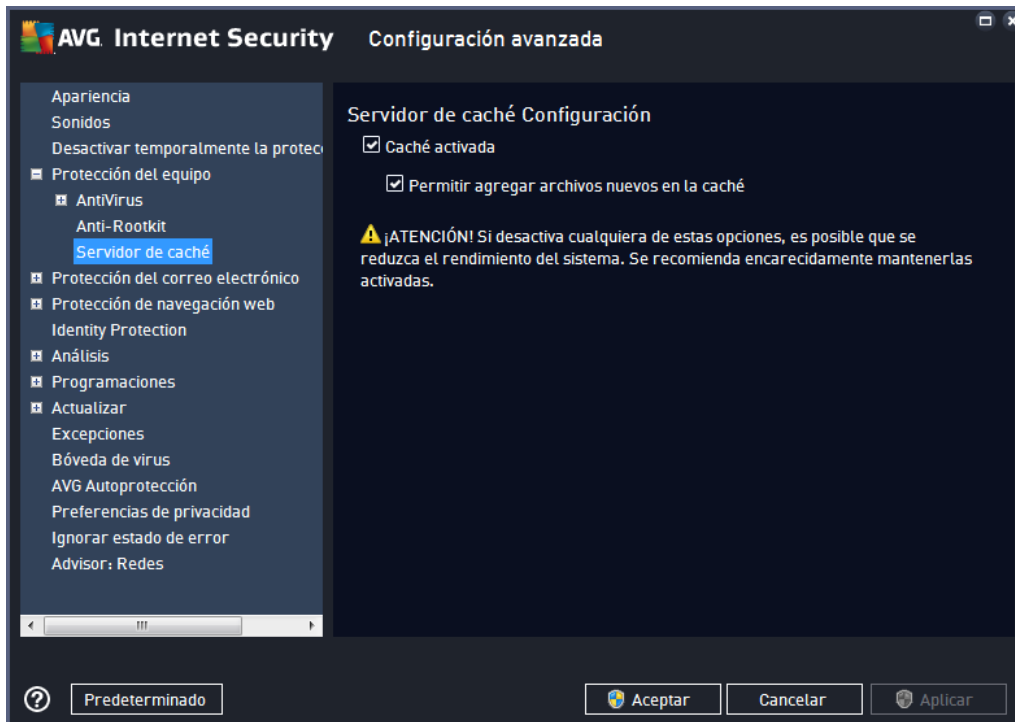 AVG Internet Security Configuración avanzada
Apariencia
Sonidos
Desactivar temporalmente la protec
Protección del equipo
AntiVirus
Anti-Rootkit
Servidor de caché
Protección del correo electrónico
Protección de navegación web
Identity Protection
Análisis
Programaciones
Actualizar
Excepciones
Bóveda de virus
AVG Autoprotección
Preferencias de privacidad
Ignorar estado de error
Advisor: Redes
Servidor de caché Configuración
Caché activada
Permitir agregar archivos nuevos en la caché
¡ATENCIÓN! Si desactiva cualquiera de estas opciones, es posible que se
reduzca el rendimiento del sistema. Se recomienda encarecidamente mantenerlas
activadas.
Predeterminado
Aceptar
Cancelar
Aplicar